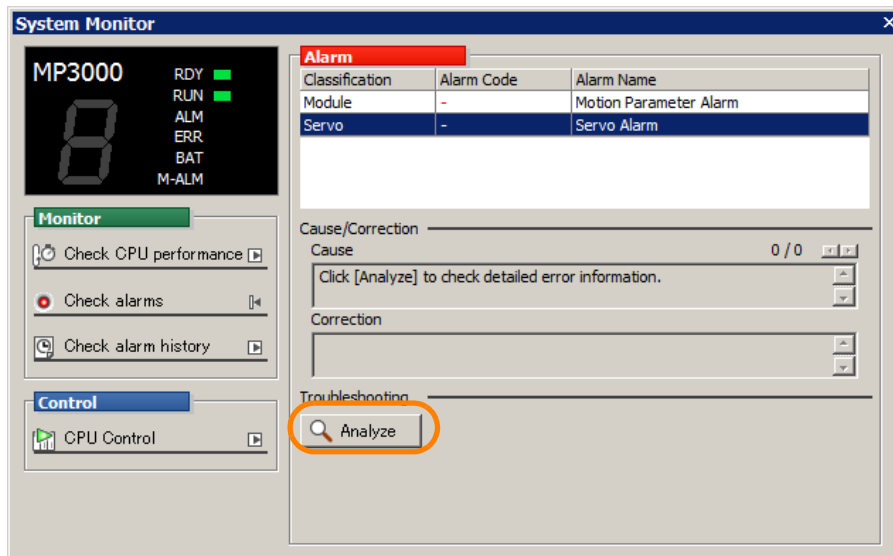 System Monitor
MP3000
RDY
RUN
ALM
ERR
BAT
M-ALM
Monitor
Check CPU performance
Check alarms
Check alarm history
Control
CPU Control
Alarm
Classification Alarm Code Alarm Name
Module - Motion Parameter Alarm
Servo - Servo Alarm
Cause/Correction
Cause 0 / 0
Click [Analyze] to check detailed error information.
Correction
Troubleshooting
Analyze